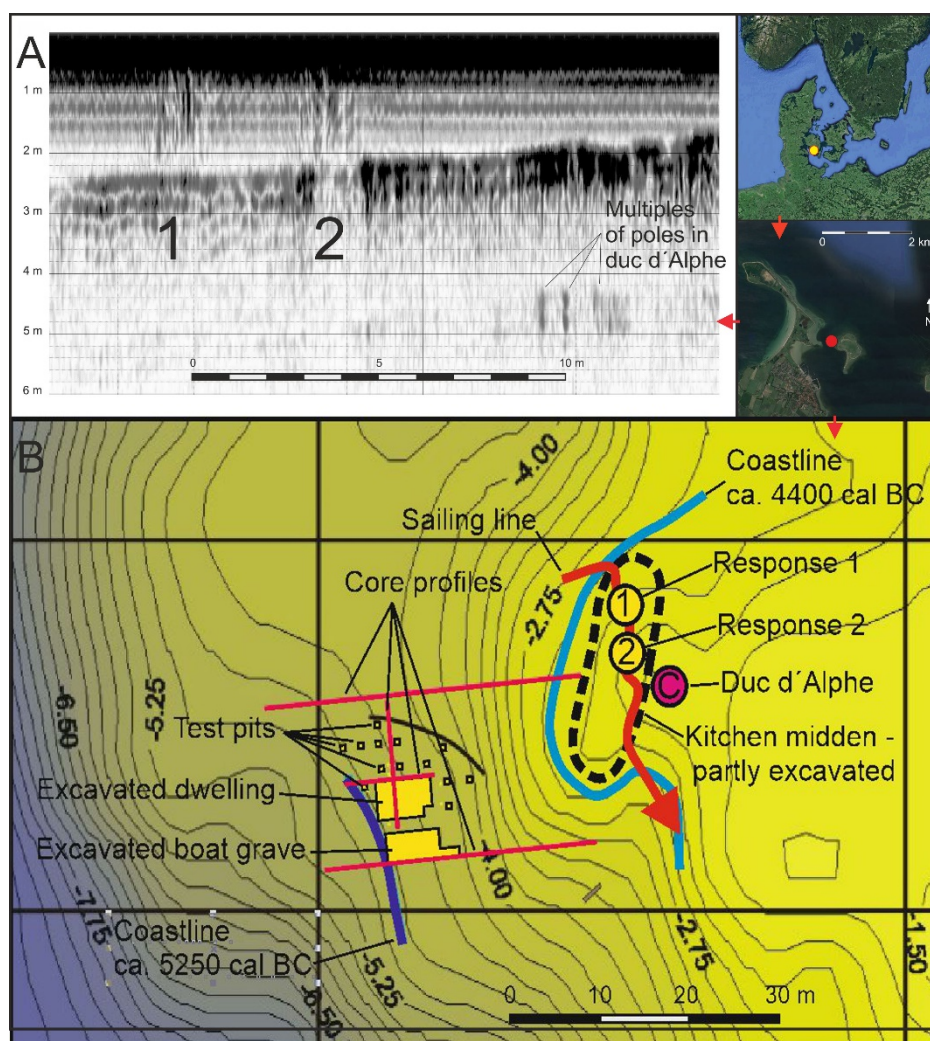 A
1 m
2 m
3 m
4 m
5 m
6 m
1
2
Multiples
of poles in
duc d´Alphe
0 5 10 m
0 2 km
N
B
-4.00
Coastline
ca. 4400 cal BC
Sailing line
Core profiles
Response 1
1
-2.75
Response 2
2
-6.50
-5.25
C
Duc d´Alphe
Test pits
Kitchen midden -
partly excavated
Excavated dwelling
Excavated boat grave
-4.00
-7.75
Coastline
ca. 5250 cal BC
-5.25
-2.75
-1.50
-6.50
0 10 20 30 m